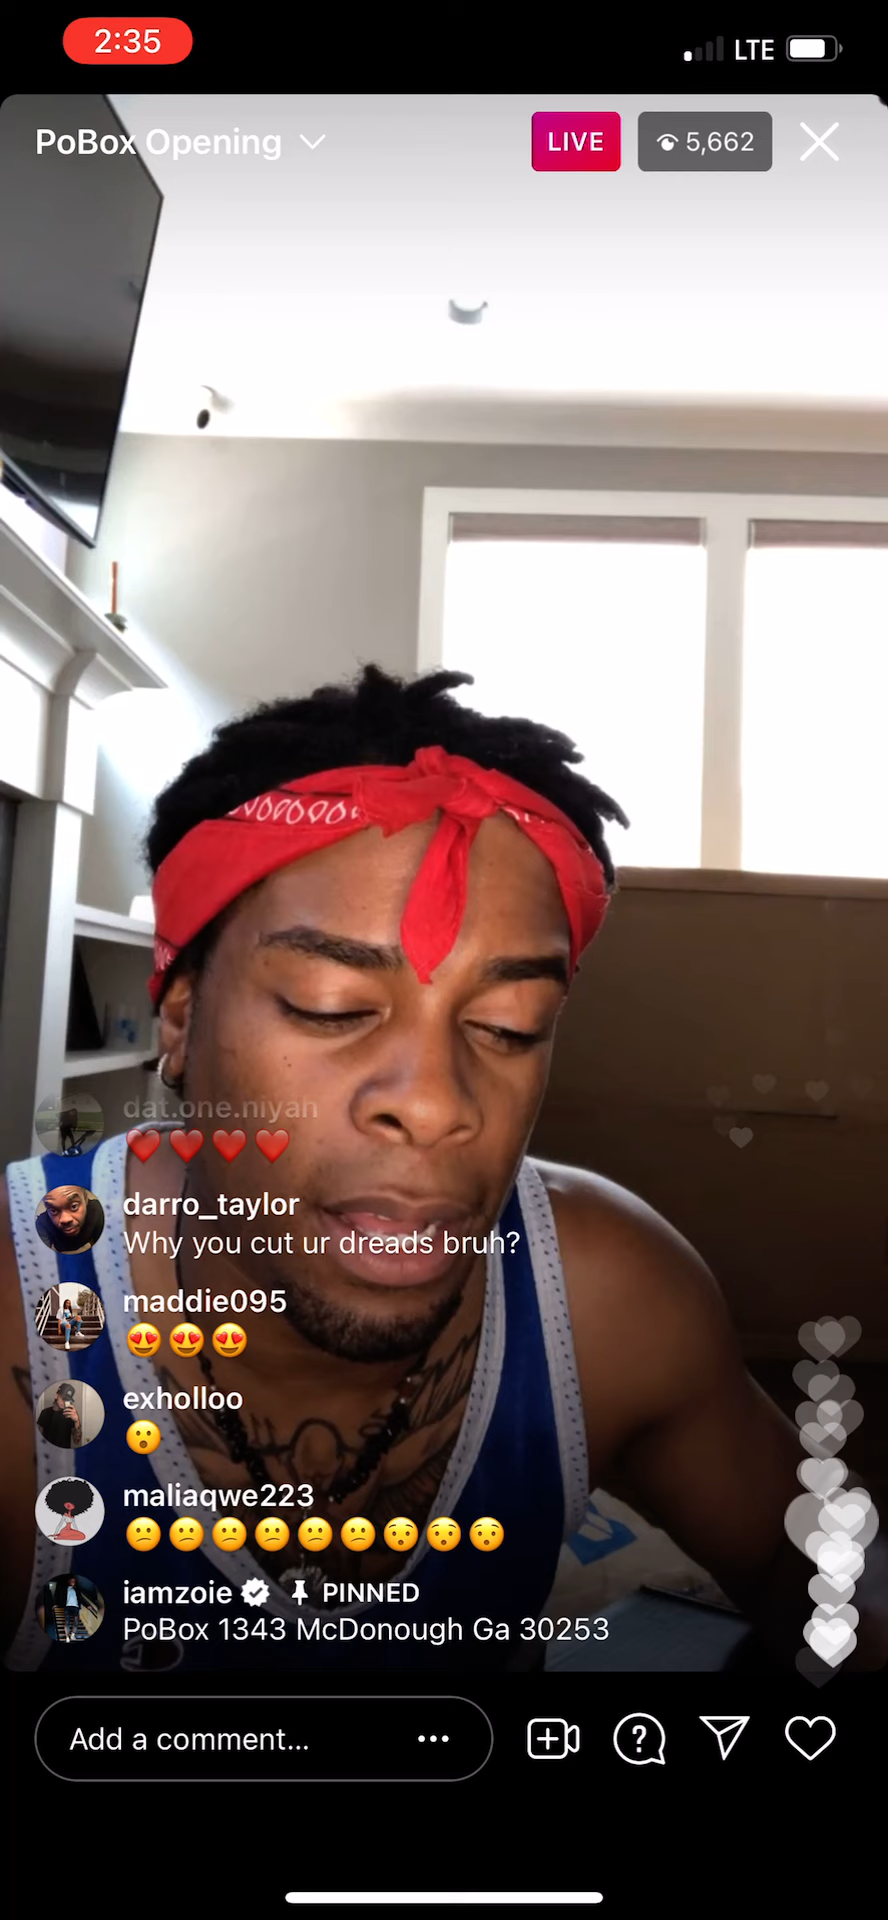 2:35
LTE
PoBox Opening
LIVE
5,662
dat.one.niyah
❤️❤️❤️❤️
darro_taylor
Why you cut ur dreads bruh?
maddie095
😍😍😍
exholloo
😮
maliaqwe223
😕😕😕😕😕😕😯😯😯
iamzoie PINNED
PoBox 1343 McDonough Ga 30253
Add a comment...